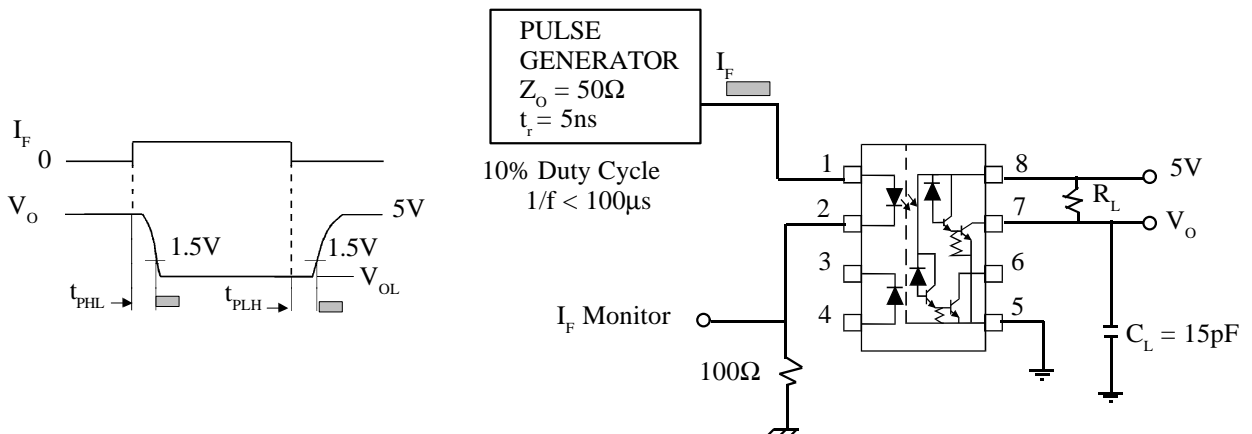 I_F
0
V_O
5V
1.5V
1.5V
V_OL
t_PHL
t_PLH
PULSE
GENERATOR
Z_O = 50Ω
t_r = 5ns
I_F
10% Duty Cycle
1/f < 100μs
1
2
3
4
8
7
6
5
5V
R_L
V_O
I_F Monitor
100Ω
C_L = 15pF